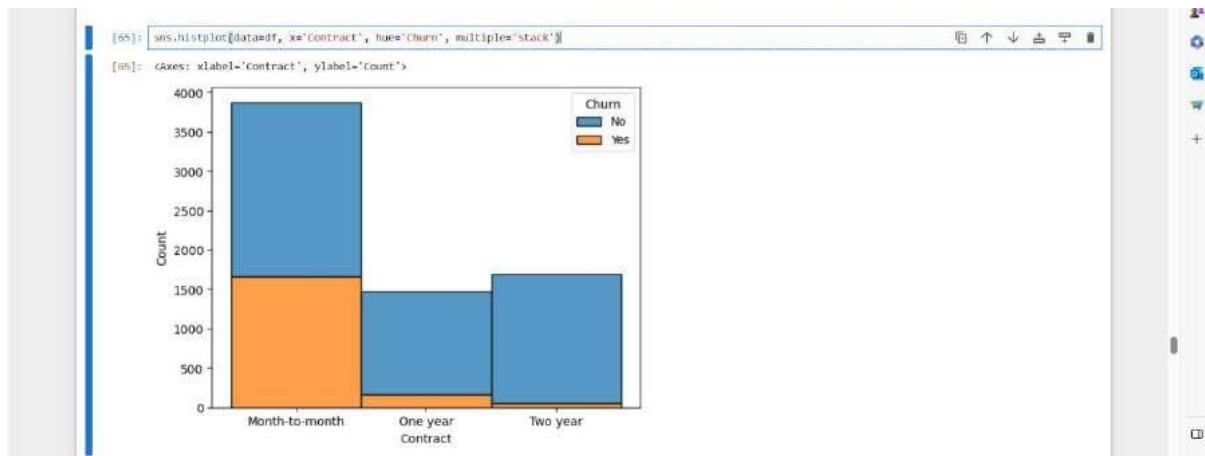 [65]: sns.histplot(data=df, x='Contract', hue='Churn', multiple='stack')
[65]: <Axes: xlabel='Contract', ylabel='Count'>
4000
3500
3000
2500
2000
1500
1000
500
0
Count
Churn
No
Yes
Month-to-month One year Two year
Contract